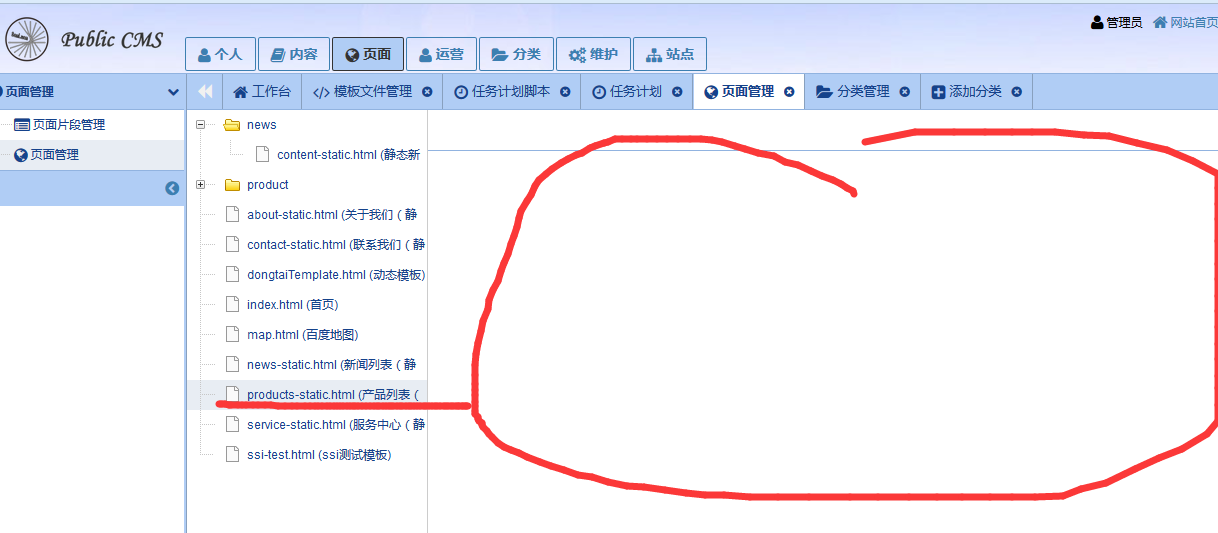 Public CMS
管理员 网站首页
个人 内容 页面 运营 分类 维护 站点
页面管理
工作台 模板文件管理 任务计划脚本 任务计划 页面管理 分类管理 添加分类
页面片段管理
页面管理
news
content-static.html (静态新
product
about-static.html (关于我们（静
contact-static.html (联系我们（静
dongtaiTemplate.html (动态模板)
index.html (首页)
map.html (百度地图)
news-static.html (新闻列表（静
products-static.html (产品列表（
service-static.html (服务中心（静
ssi-test.html (ssi测试模板)